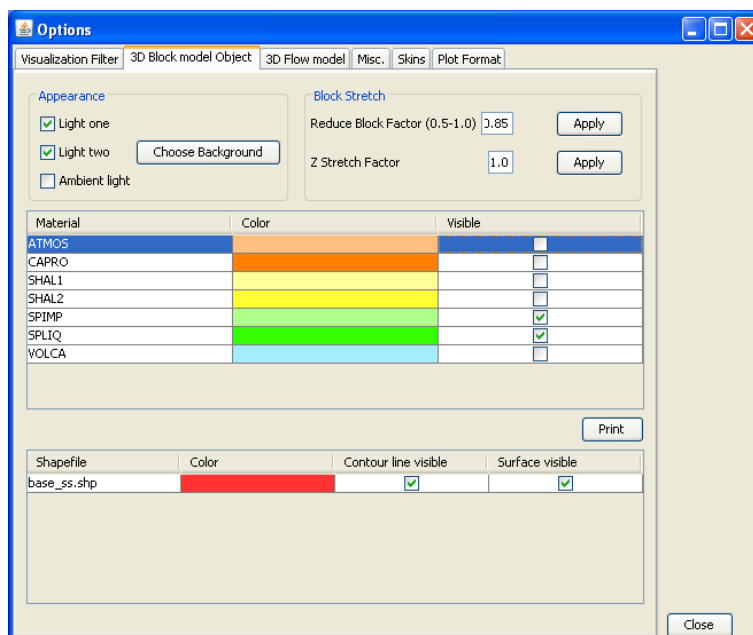 Options
Visualization Filter 3D Block model Object 3D Flow model Misc. Skins Plot Format
Appearance
Light one
Light two Choose Background
Ambient light
Block Stretch
Reduce Block Factor (0.5-1.0) 0.85 Apply
Z Stretch Factor 1.0 Apply
Material Color Visible
ATMOS
CAPRO
SHAL1
SHAL2
SPIMP
SPLIQ
VOLCA
Print
Shapefile Color Contour line visible Surface visible
base_ss.shp
Close